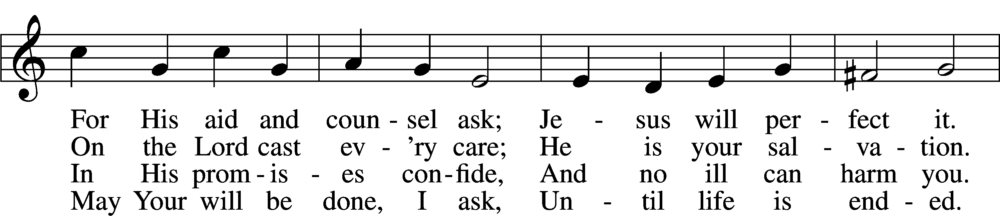 For His aid and coun - sel ask; Je - sus will per - fect it.
On the Lord cast ev - ’ry care; He is your sal - va - tion.
In His prom - is - es con - fide, And no ill can harm you.
May Your will be done, I ask, Un - til life is end - ed.